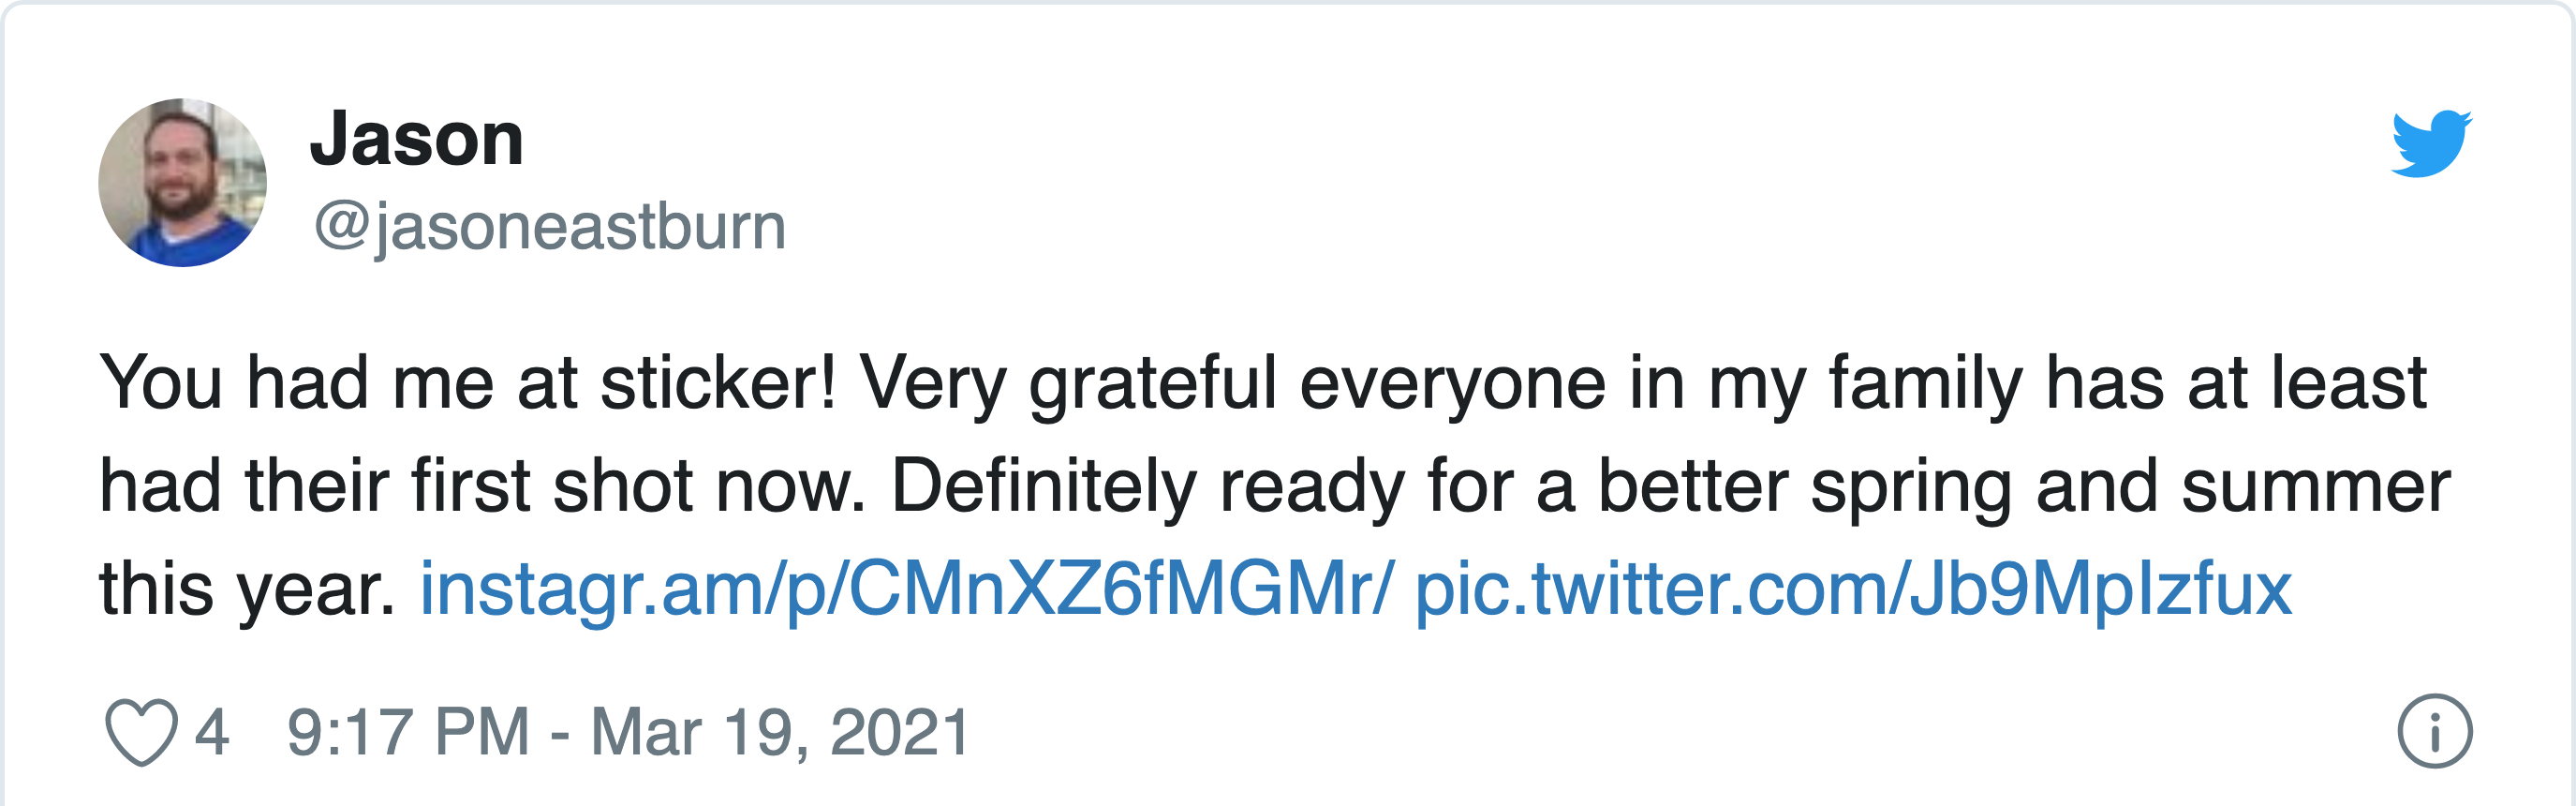 Jason
@jasoneastburn
You had me at sticker! Very grateful everyone in my family has at least
had their first shot now. Definitely ready for a better spring and summer
this year. instagr.am/p/CMnXZ6fMGMr/ pic.twitter.com/Jb9MpIzfux
4 9:17 PM - Mar 19, 2021